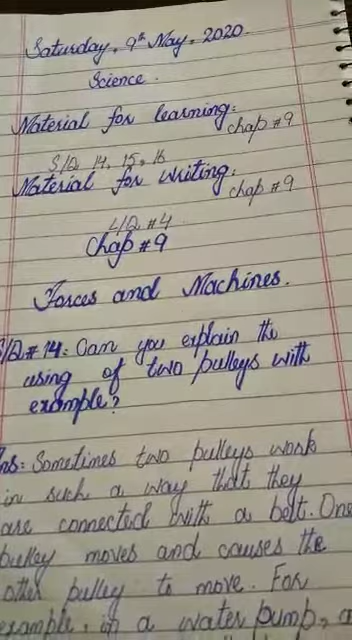 Saturday, 9th May, 2020.
Science.
Material for learning:
chap #9
S/Q 14, 15, 16
Material for writing:
chap #9
L/Q #4
Chap #9
Forces and Machines.
S/Q # 14: Can you explain the
using of two pulleys with
example?
Ans: Sometimes two pulleys work
in such a way that they
are connected with a belt. One
pulley moves and causes the
other pulley to move. For
example, in a water pump, a